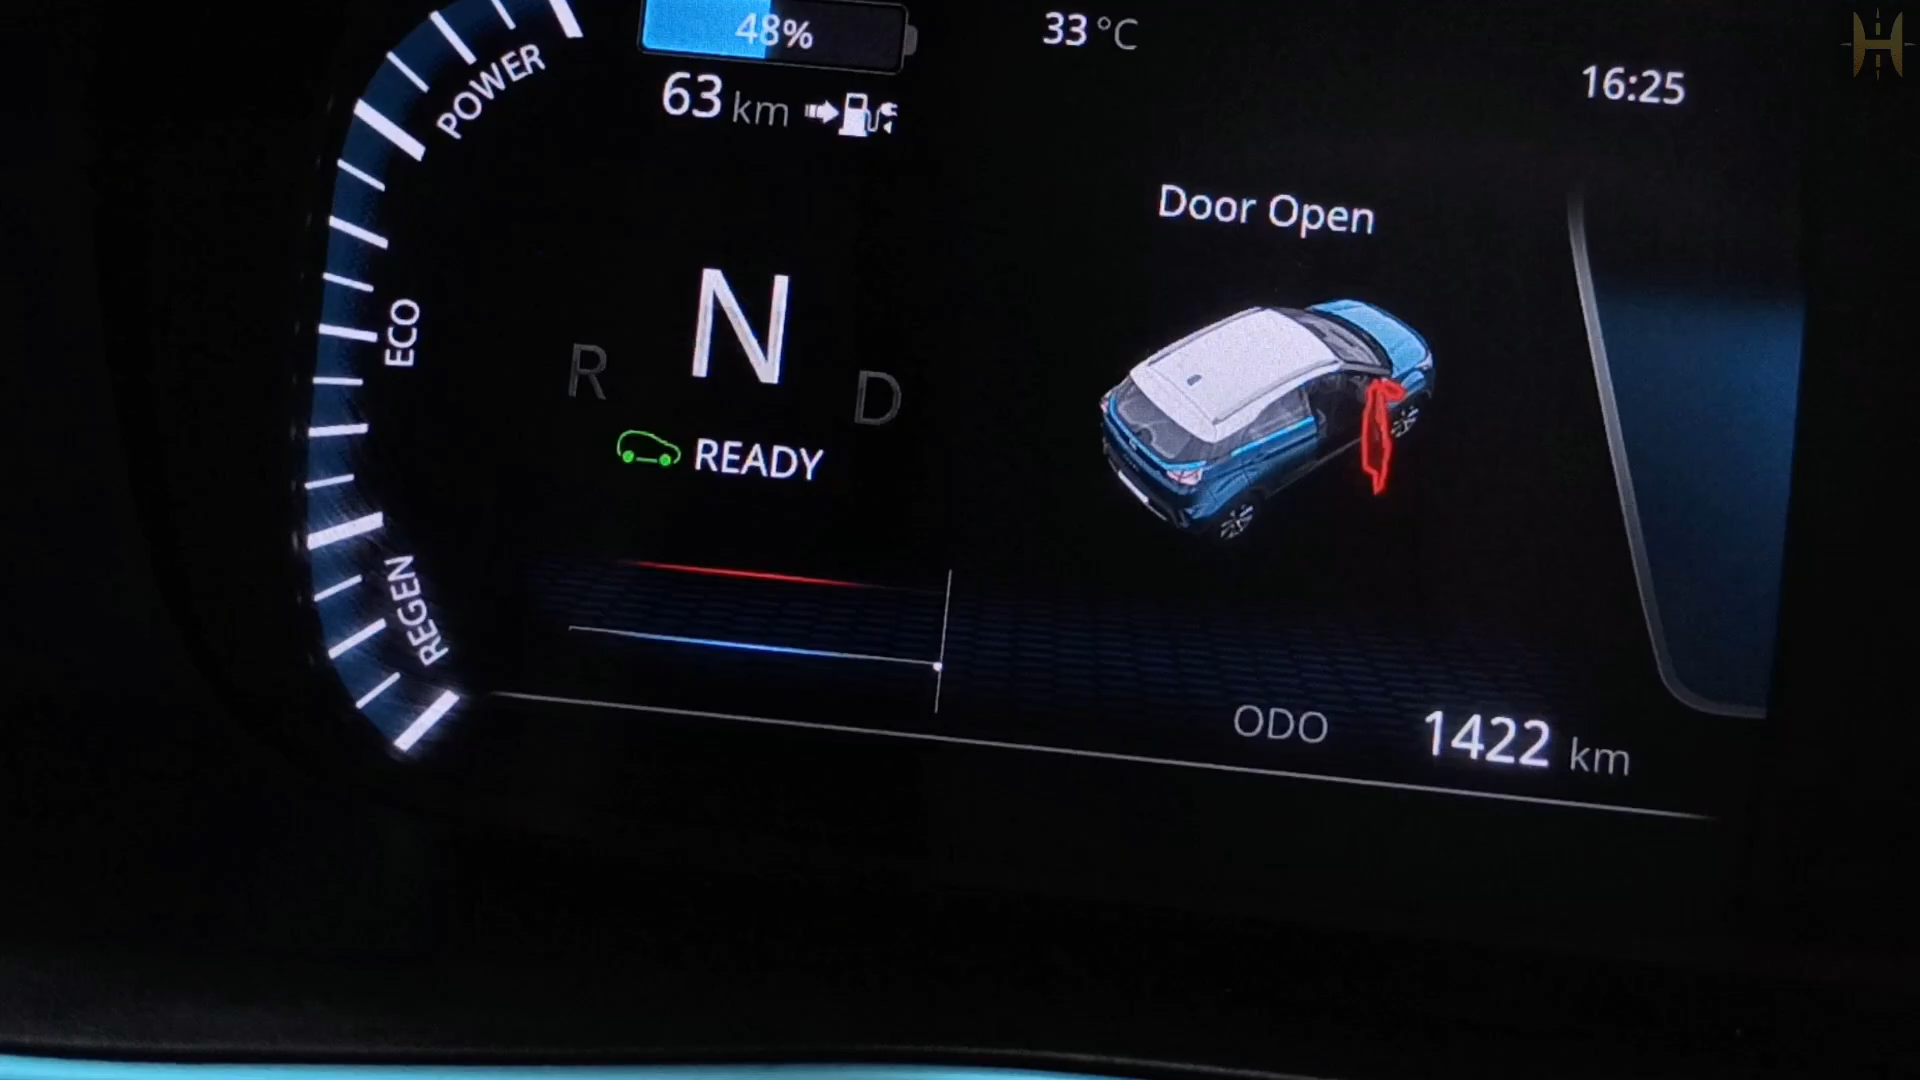 48%
33 °C
16:25
63 km
POWER
Door Open
ECO
R N D
READY
REGEN
ODO 1422 km